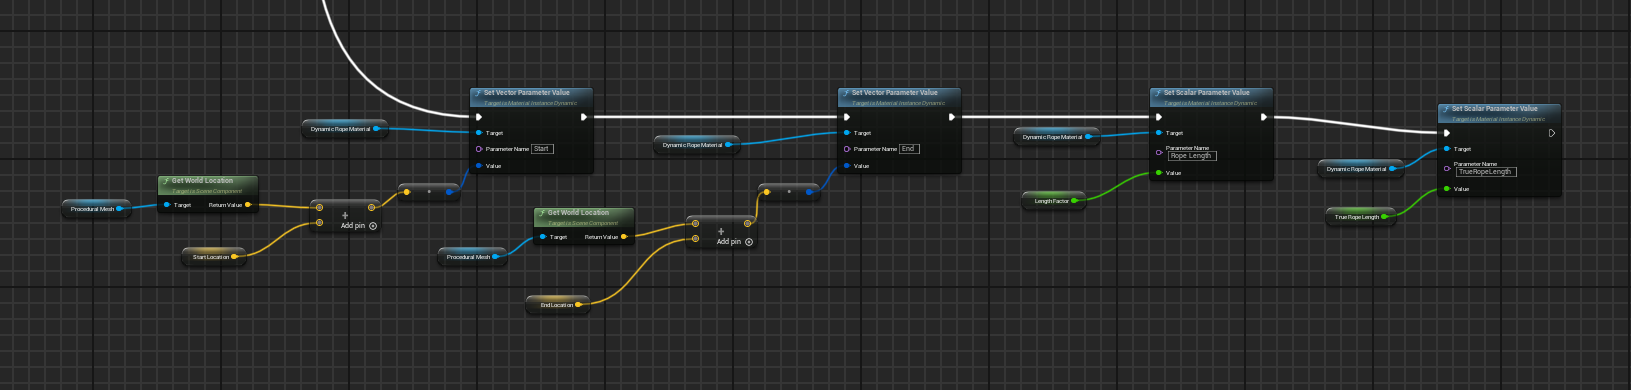 Set Vector Parameter Value
Target is Material Instance Dynamic
Dynamic Rope Material
Target
Parameter Name Start
Value
Get World Location
Target is Scene Component
Procedural Mesh
Target Return Value
Add pin
Start Location
Set Vector Parameter Value
Target is Material Instance Dynamic
Dynamic Rope Material
Target
Parameter Name End
Value
Get World Location
Target is Scene Component
Procedural Mesh
Target Return Value
Add pin
End Location
Set Scalar Parameter Value
Target is Material Instance Dynamic
Dynamic Rope Material
Target
Parameter Name
Rope Length
Length Factor
Value
Set Scalar Parameter Value
Target is Material Instance Dynamic
Dynamic Rope Material
Target
Parameter Name
TrueRopeLength
True Rope Length
Value